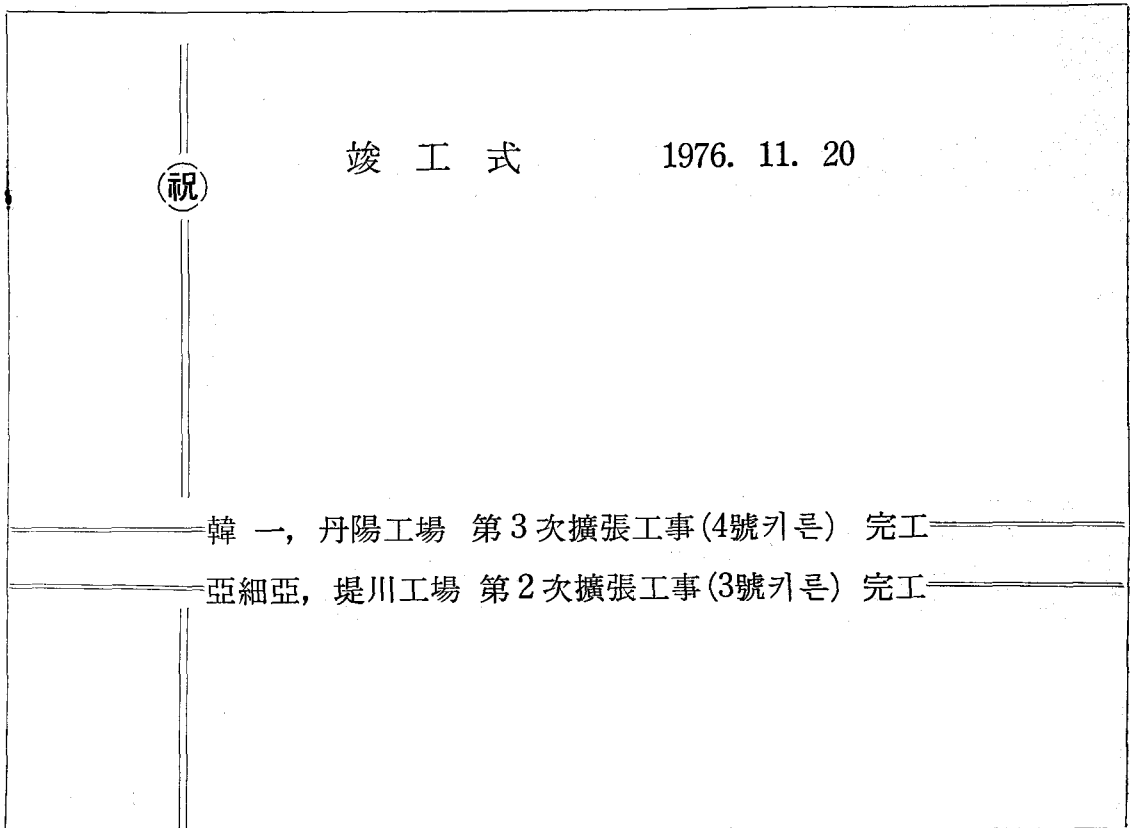 竣工式 1976. 11. 20
㊗
韓一, 丹陽工場 第3次擴張工事(4號키른) 完工
亞細亞, 堤川工場 第2次擴張工事(3號키른) 完工